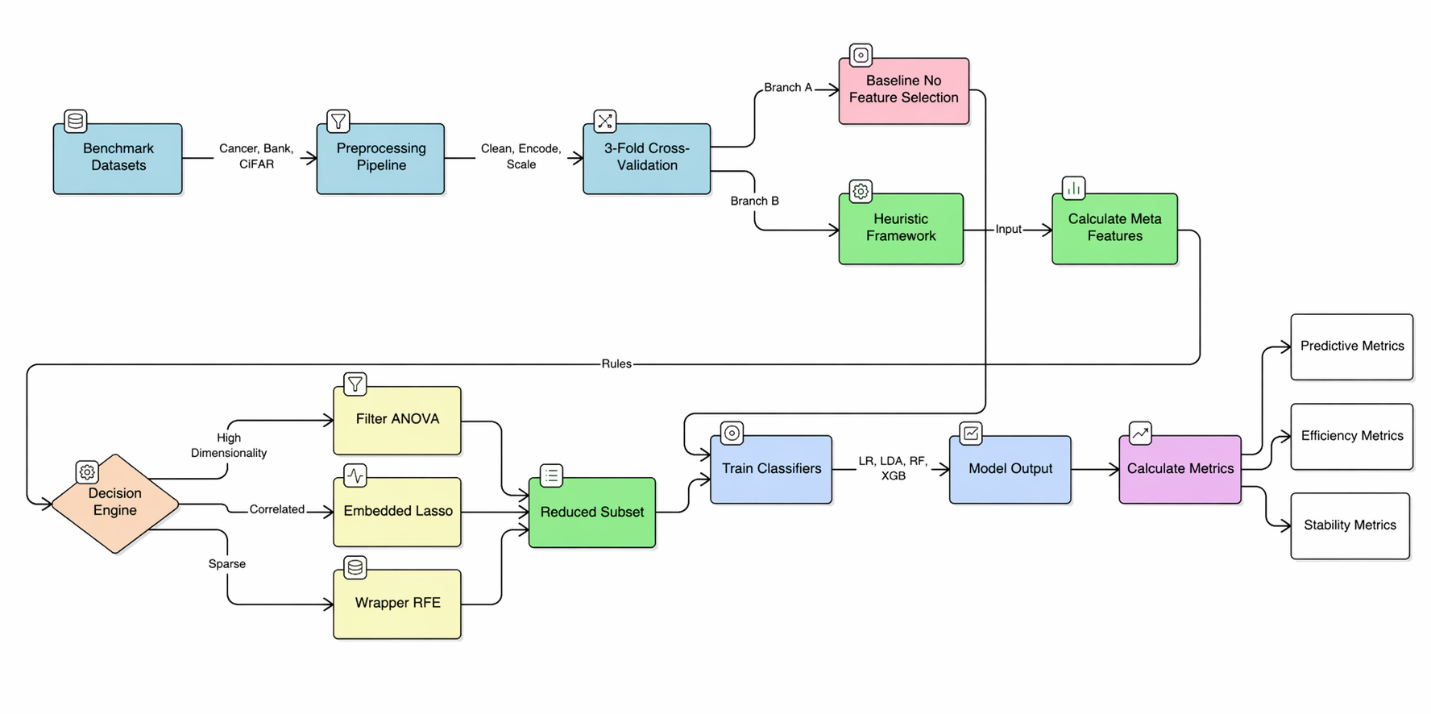 Benchmark
Datasets
Cancer, Bank,
CiFAR
Preprocessing
Pipeline
Clean, Encode,
Scale
3-Fold Cross-
Validation
Branch A
Baseline No
Feature Selection
Branch B
Heuristic
Framework
Input
Calculate Meta
Features
Rules
Decision
Engine
High
Dimensionality
Filter ANOVA
Correlated
Embedded Lasso
Sparse
Wrapper RFE
Reduced Subset
Train Classifiers
LR, LDA, RF,
XGB
Model Output
Calculate Metrics
Predictive Metrics
Efficiency Metrics
Stability Metrics